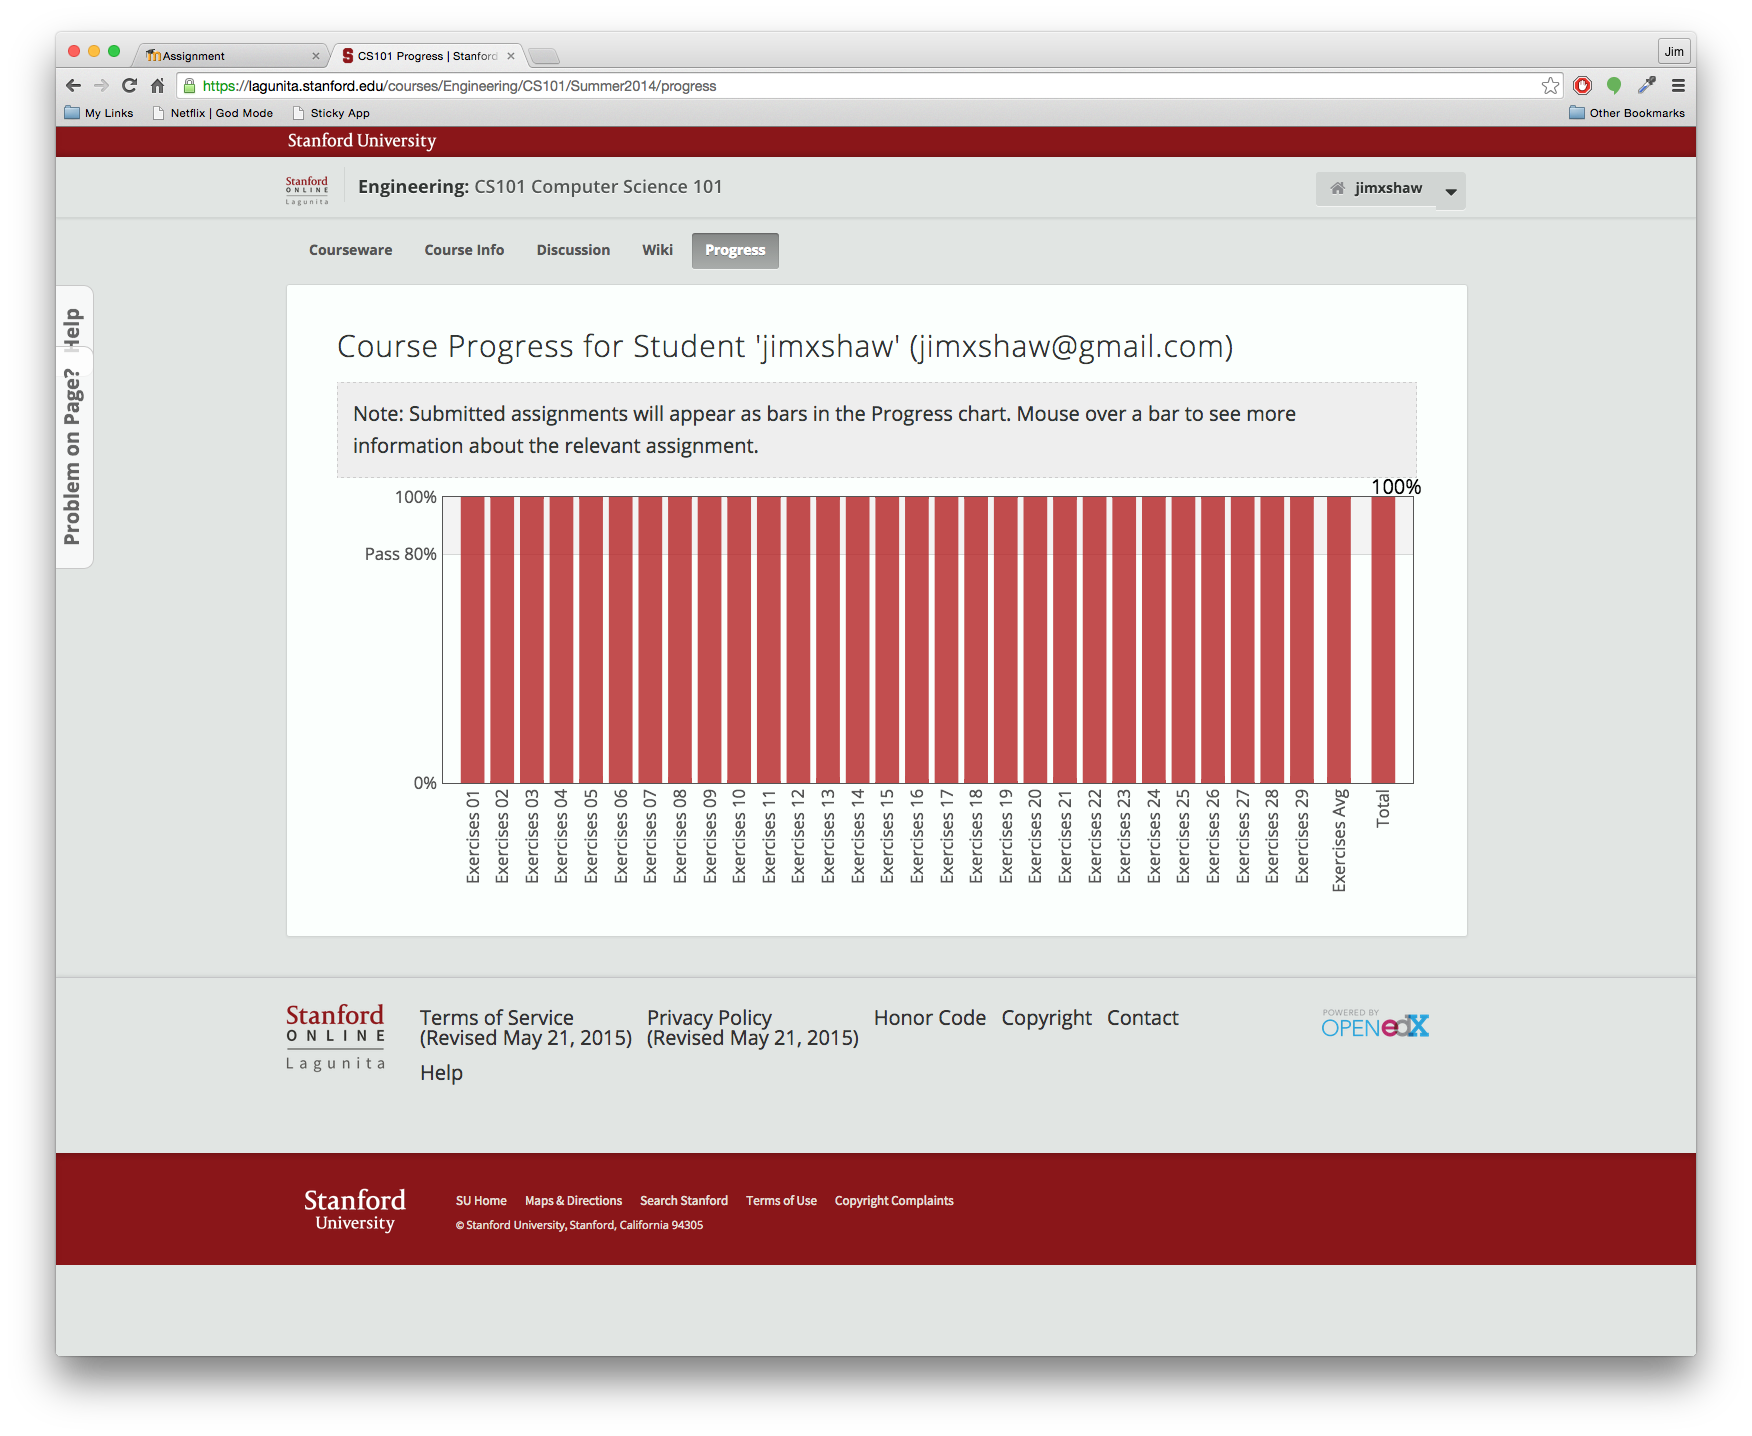 Assignment
CS101 Progress | Stanford
Jim
https://lagunita.stanford.edu/courses/Engineering/CS101/Summer2014/progress
My Links
Netflix | God Mode
Sticky App
Other Bookmarks
Stanford University
Stanford
ONLINE
Lagunita
Engineering: CS101 Computer Science 101
jimxshaw
Courseware
Course Info
Discussion
Wiki
Progress
Help
Problem on Page?
Course Progress for Student 'jimxshaw' (jimxshaw@gmail.com)
Note: Submitted assignments will appear as bars in the Progress chart. Mouse over a bar to see more
information about the relevant assignment.
100%
100%
Pass 80%
0%
Exercises 01
Exercises 02
Exercises 03
Exercises 04
Exercises 05
Exercises 06
Exercises 07
Exercises 08
Exercises 09
Exercises 10
Exercises 11
Exercises 12
Exercises 13
Exercises 14
Exercises 15
Exercises 16
Exercises 17
Exercises 18
Exercises 19
Exercises 20
Exercises 21
Exercises 22
Exercises 23
Exercises 24
Exercises 25
Exercises 26
Exercises 27
Exercises 28
Exercises 29
Exercises Avg
Total
Stanford
ONLINE
Lagunita
Terms of Service
(Revised May 21, 2015)
Privacy Policy
(Revised May 21, 2015)
Honor Code
Copyright
Contact
Help
POWERED BY
OPEN edX
Stanford
University
SU Home
Maps & Directions
Search Stanford
Terms of Use
Copyright Complaints
© Stanford University, Stanford, California 94305